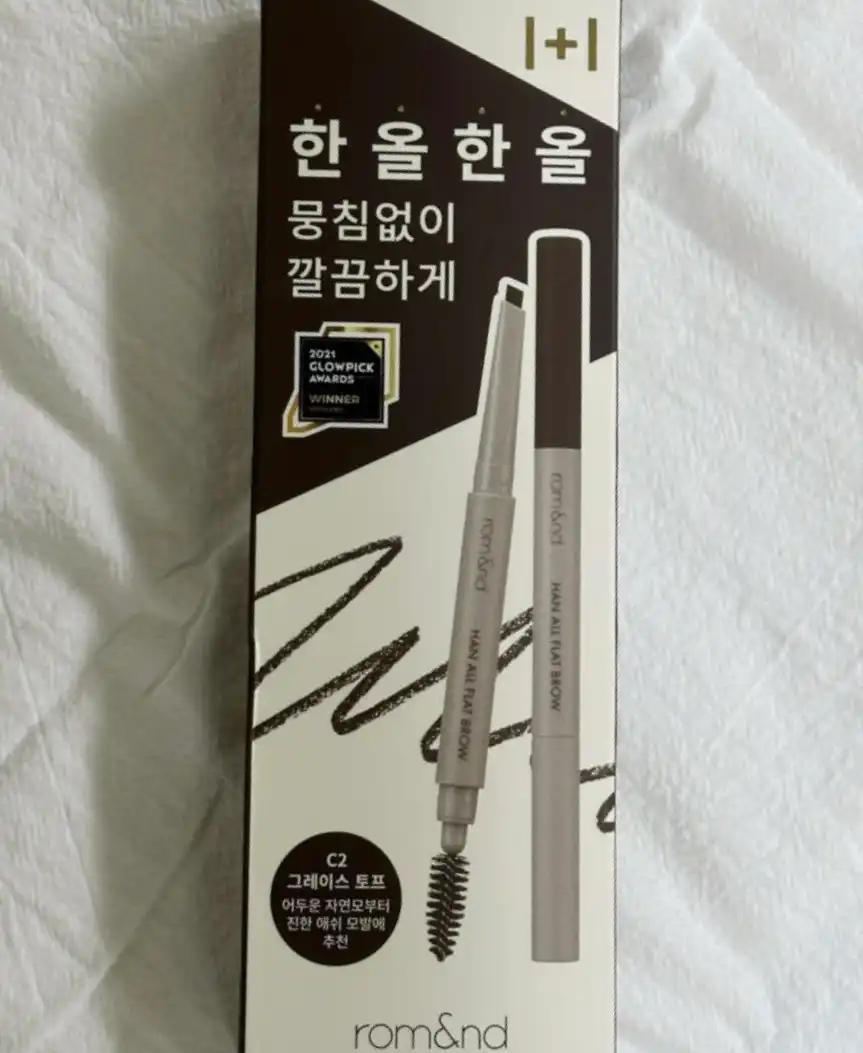 1+1
한올한올
뭉침없이
깔끔하게
2021
GLOWPICK
AWARDS
WINNER
rom&nd
HAN ALL FLAT BROW
rom&nd
HAN ALL FLAT BROW
C2
그레이스 토프
어두운 자연모부터
진한 애쉬 모발에
추천
rom&nd